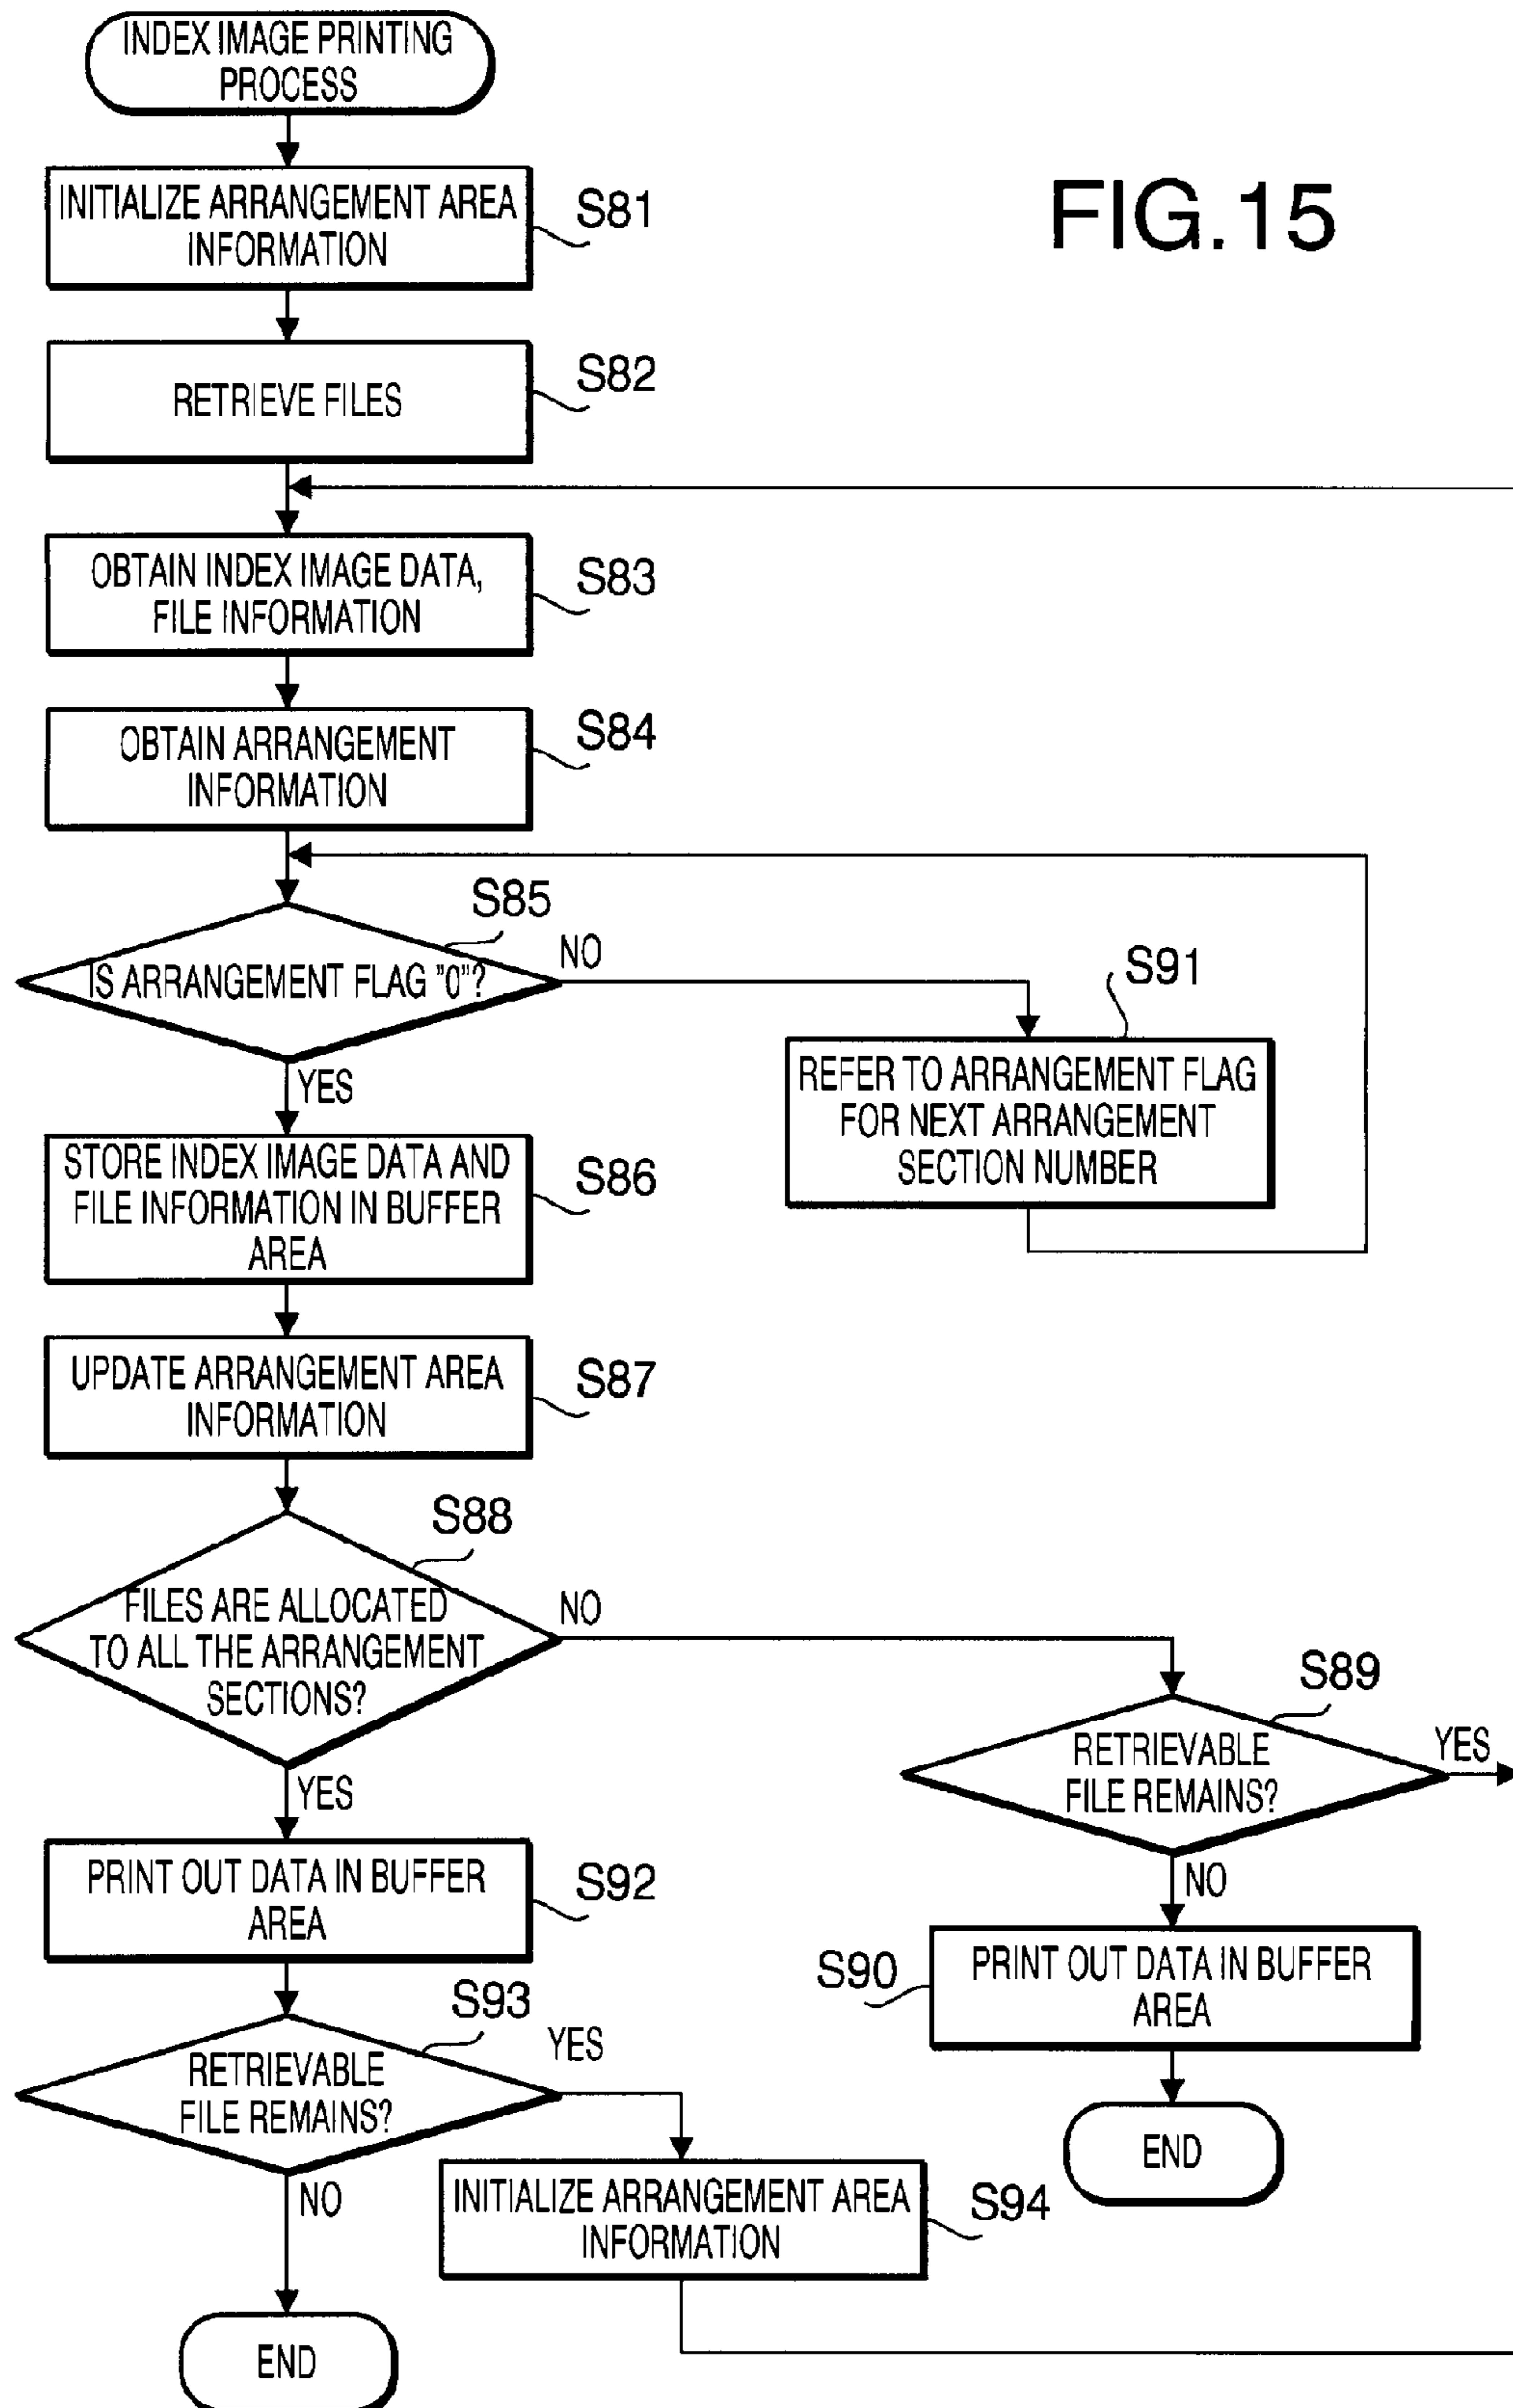 INDEX IMAGE PRINTING
PROCESS
FIG.15
INITIALIZE ARRANGEMENT AREA
INFORMATION
S81
RETRIEVE FILES
S82
OBTAIN INDEX IMAGE DATA,
FILE INFORMATION
S83
OBTAIN ARRANGEMENT
INFORMATION
S84
S85
IS ARRANGEMENT FLAG "0"?
NO
YES
S91
REFER TO ARRANGEMENT FLAG
FOR NEXT ARRANGEMENT
SECTION NUMBER
STORE INDEX IMAGE DATA AND
FILE INFORMATION IN BUFFER
AREA
S86
UPDATE ARRANGEMENT AREA
INFORMATION
S87
S88
FILES ARE ALLOCATED
TO ALL THE ARRANGEMENT
SECTIONS?
NO
YES
S89
RETRIEVABLE
FILE REMAINS?
YES
NO
PRINT OUT DATA IN BUFFER
AREA
S92
S90
PRINT OUT DATA IN BUFFER
AREA
END
S93
RETRIEVABLE
FILE REMAINS?
YES
NO
INITIALIZE ARRANGEMENT AREA
INFORMATION
S94
END